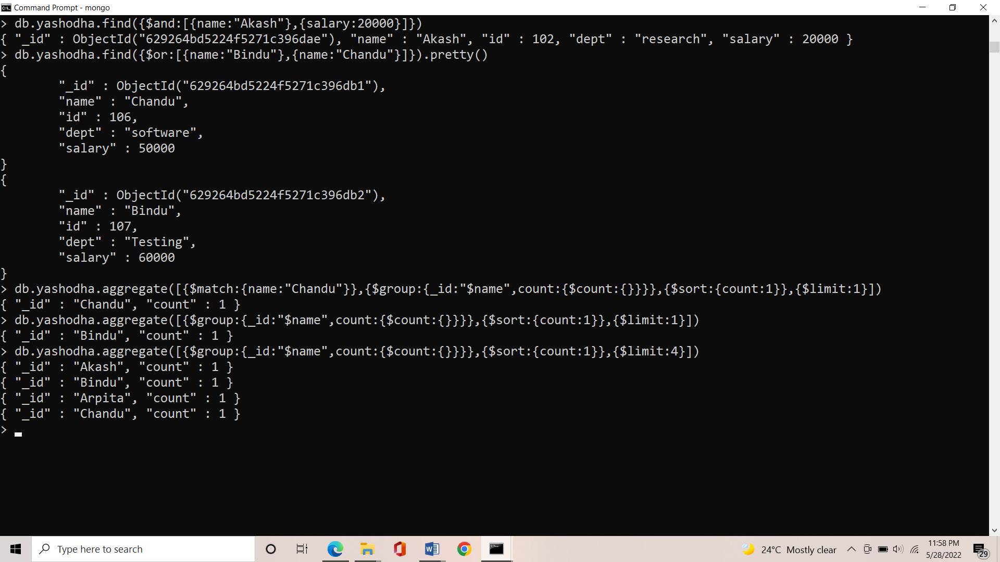 Command Prompt - mongo
> db.yashodha.find({$and:[{name:"Akash"},{salary:20000}]})
{ "_id" : ObjectId("629264bd5224f5271c396dae"), "name" : "Akash", "id" : 102, "dept" : "research", "salary" : 20000 }
> db.yashodha.find({$or:[{name:"Bindu"},{name:"Chandu"}]}).pretty()
{
        "_id" : ObjectId("629264bd5224f5271c396db1"),
        "name" : "Chandu",
        "id" : 106,
        "dept" : "software",
        "salary" : 50000
}
{
        "_id" : ObjectId("629264bd5224f5271c396db2"),
        "name" : "Bindu",
        "id" : 107,
        "dept" : "Testing",
        "salary" : 60000
}
> db.yashodha.aggregate([{$match:{name:"Chandu"}},{$group:{_id:"$name",count:{$count:{}}}},{$sort:{count:1}},{$limit:1}])
{ "_id" : "Chandu", "count" : 1 }
> db.yashodha.aggregate([{$group:{_id:"$name",count:{$count:{}}}},{$sort:{count:1}},{$limit:1}])
{ "_id" : "Bindu", "count" : 1 }
> db.yashodha.aggregate([{$group:{_id:"$name",count:{$count:{}}}},{$sort:{count:1}},{$limit:4}])
{ "_id" : "Akash", "count" : 1 }
{ "_id" : "Bindu", "count" : 1 }
{ "_id" : "Arpita", "count" : 1 }
{ "_id" : "Chandu", "count" : 1 }
>
Type here to search
24°C Mostly clear
11:58 PM
5/28/2022
29